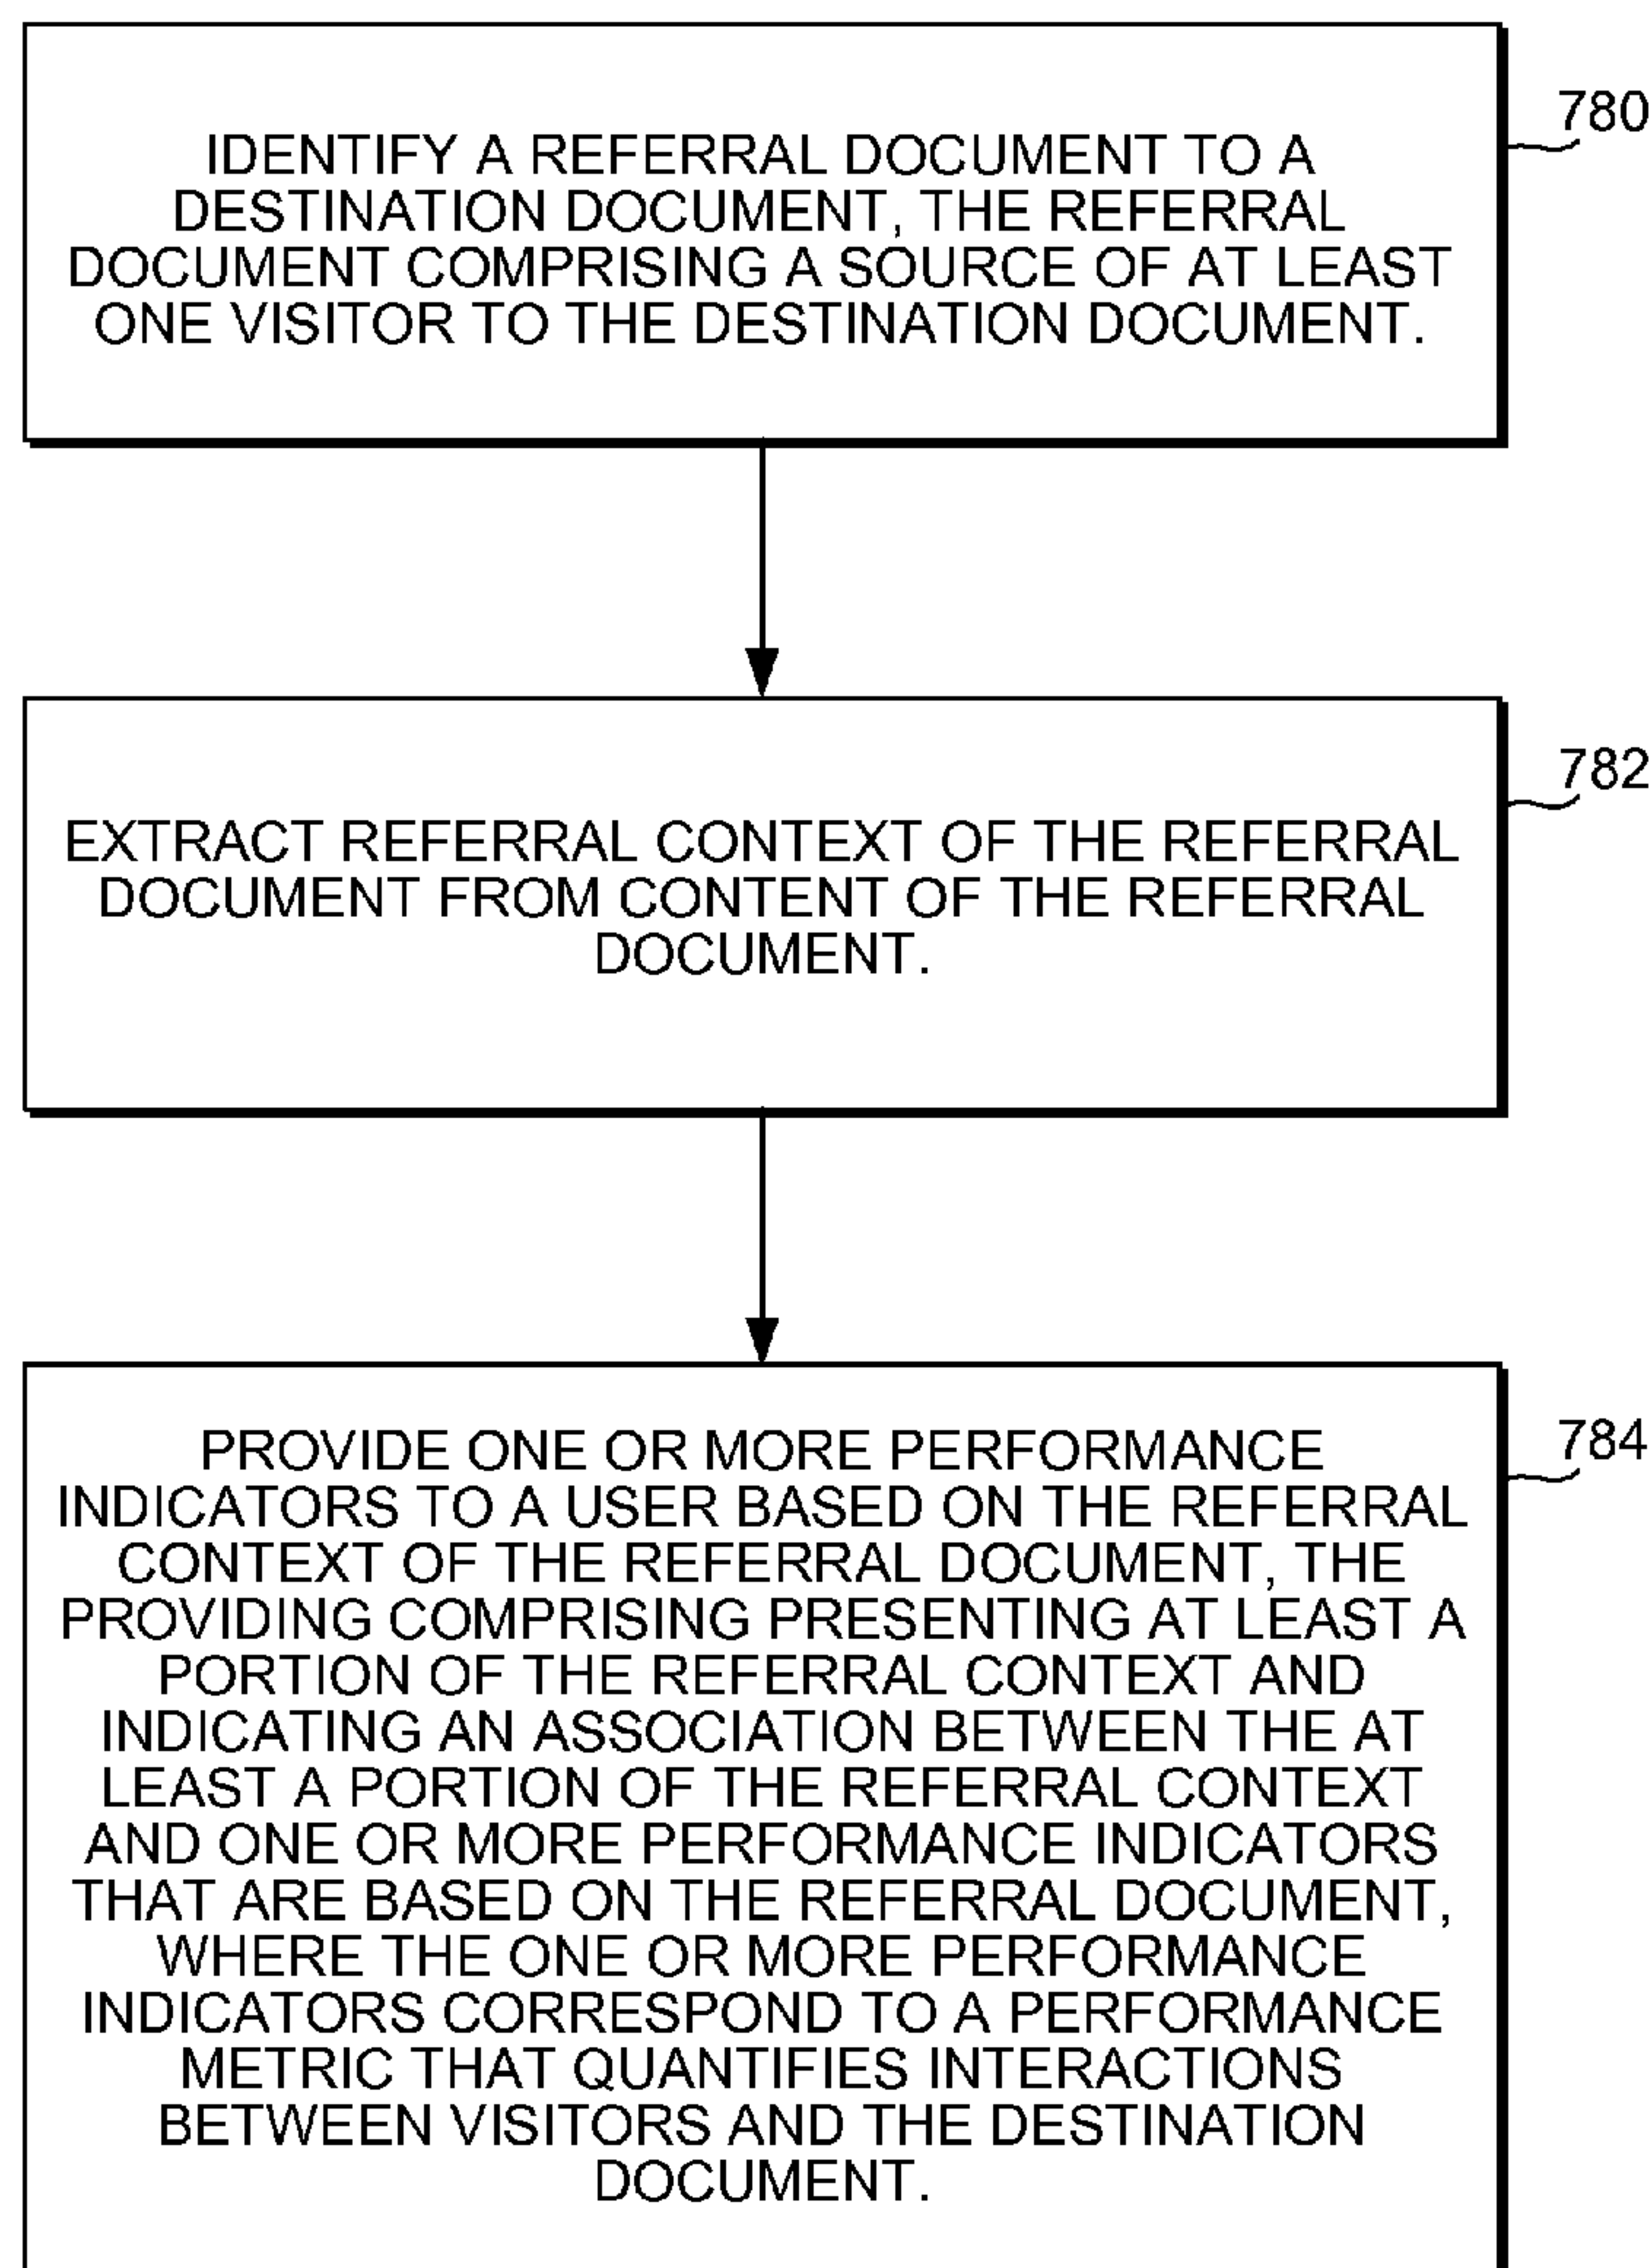 780
IDENTIFY A REFERRAL DOCUMENT TO A
DESTINATION DOCUMENT, THE REFERRAL
DOCUMENT COMPRISING A SOURCE OF AT LEAST
ONE VISITOR TO THE DESTINATION DOCUMENT.
782
EXTRACT REFERRAL CONTEXT OF THE REFERRAL
DOCUMENT FROM CONTENT OF THE REFERRAL
DOCUMENT.
784
PROVIDE ONE OR MORE PERFORMANCE
INDICATORS TO A USER BASED ON THE REFERRAL
CONTEXT OF THE REFERRAL DOCUMENT, THE
PROVIDING COMPRISING PRESENTING AT LEAST A
PORTION OF THE REFERRAL CONTEXT AND
INDICATING AN ASSOCIATION BETWEEN THE AT
LEAST A PORTION OF THE REFERRAL CONTEXT
AND ONE OR MORE PERFORMANCE INDICATORS
THAT ARE BASED ON THE REFERRAL DOCUMENT,
WHERE THE ONE OR MORE PERFORMANCE
INDICATORS CORRESPOND TO A PERFORMANCE
METRIC THAT QUANTIFIES INTERACTIONS
BETWEEN VISITORS AND THE DESTINATION
DOCUMENT.